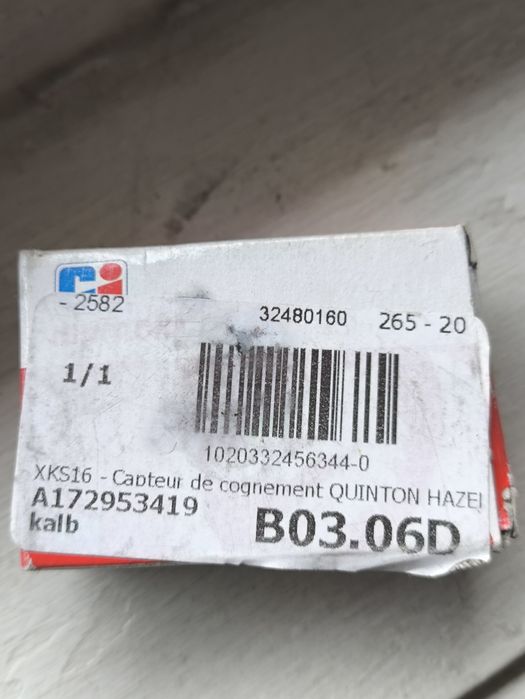 - 2582
32480160 265 - 20
1/1
1020332456344-0
XKS16 - Capteur de cognement QUINTON HAZEL
A172953419
kalb
B03.06D